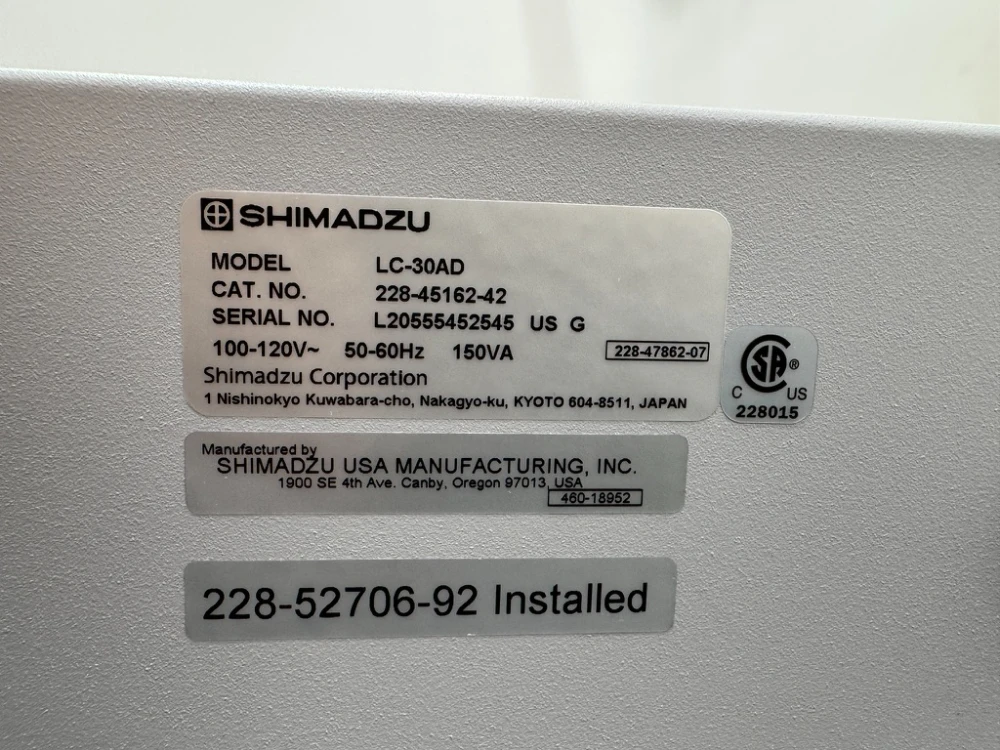 SHIMADZU
MODEL LC-30AD
CAT. NO. 228-45162-42
SERIAL NO. L20555452545 US G
100-120V~ 50-60Hz 150VA 228-47862-07
Shimadzu Corporation
1 Nishinokyo Kuwabara-cho, Nakagyo-ku, KYOTO 604-8511, JAPAN
SA ®
C US
228015
Manufactured by
SHIMADZU USA MANUFACTURING, INC.
1900 SE 4th Ave. Canby, Oregon 97013, USA
460-18952
228-52706-92 Installed